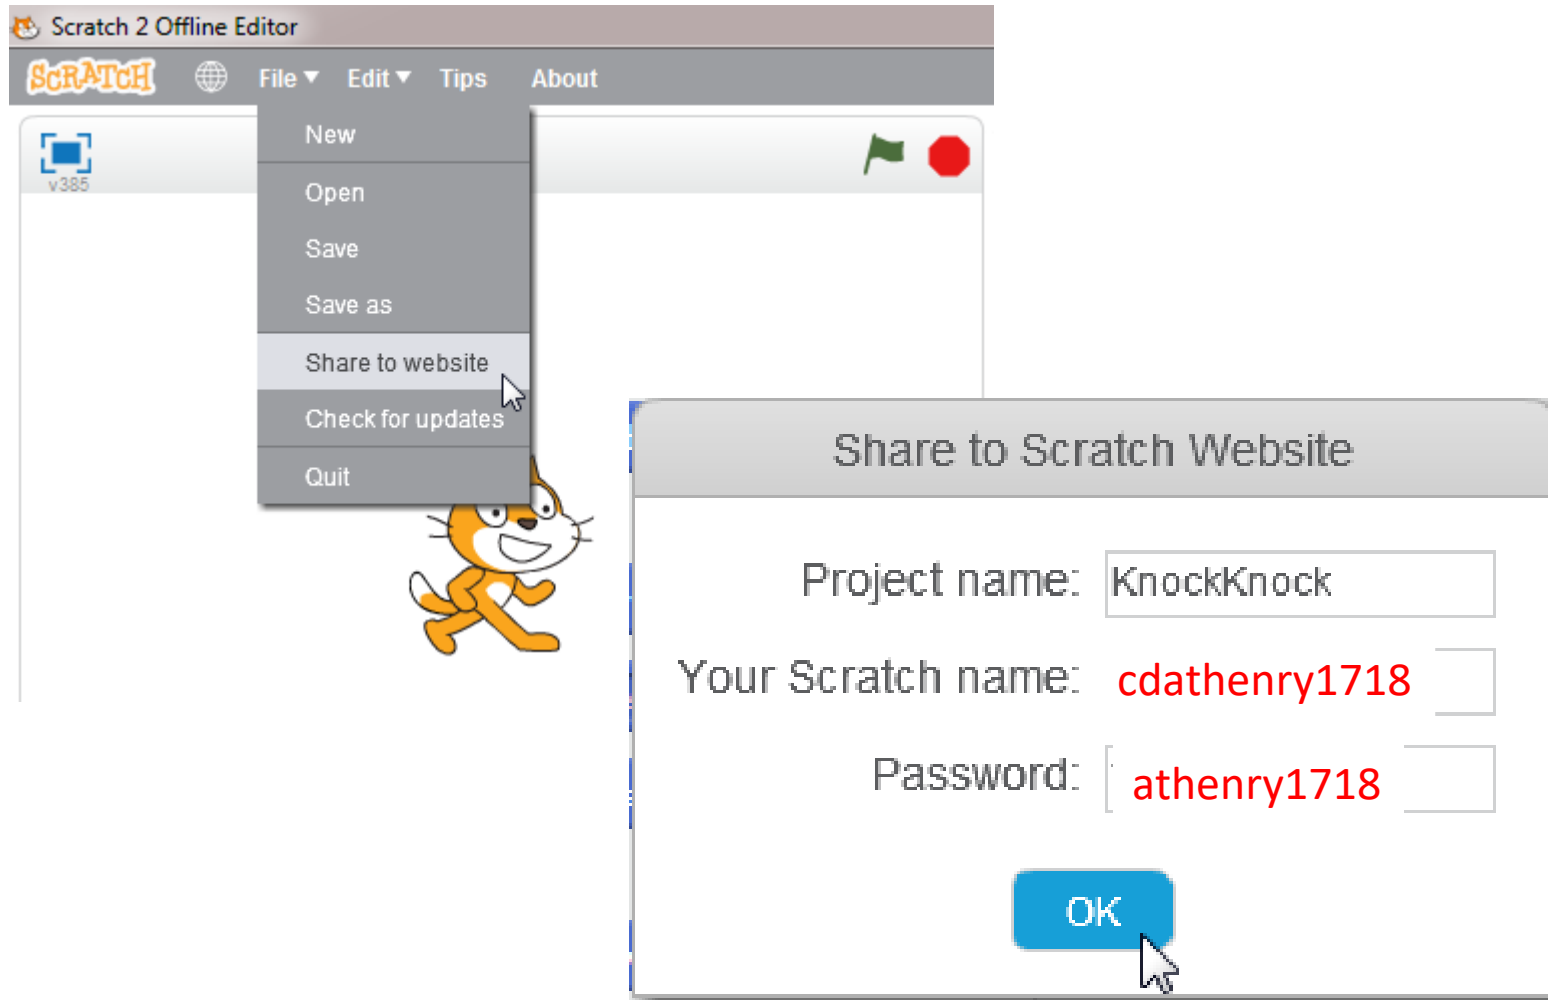 Scratch 2 Offline Editor
SCRATCH File Edit Tips About
New
v385
Open
Save
Save as
Share to website
Check for updates
Quit
Share to Scratch Website
Project name: KnockKnock
Your Scratch name: cdathenry1718
Password: athenry1718
OK